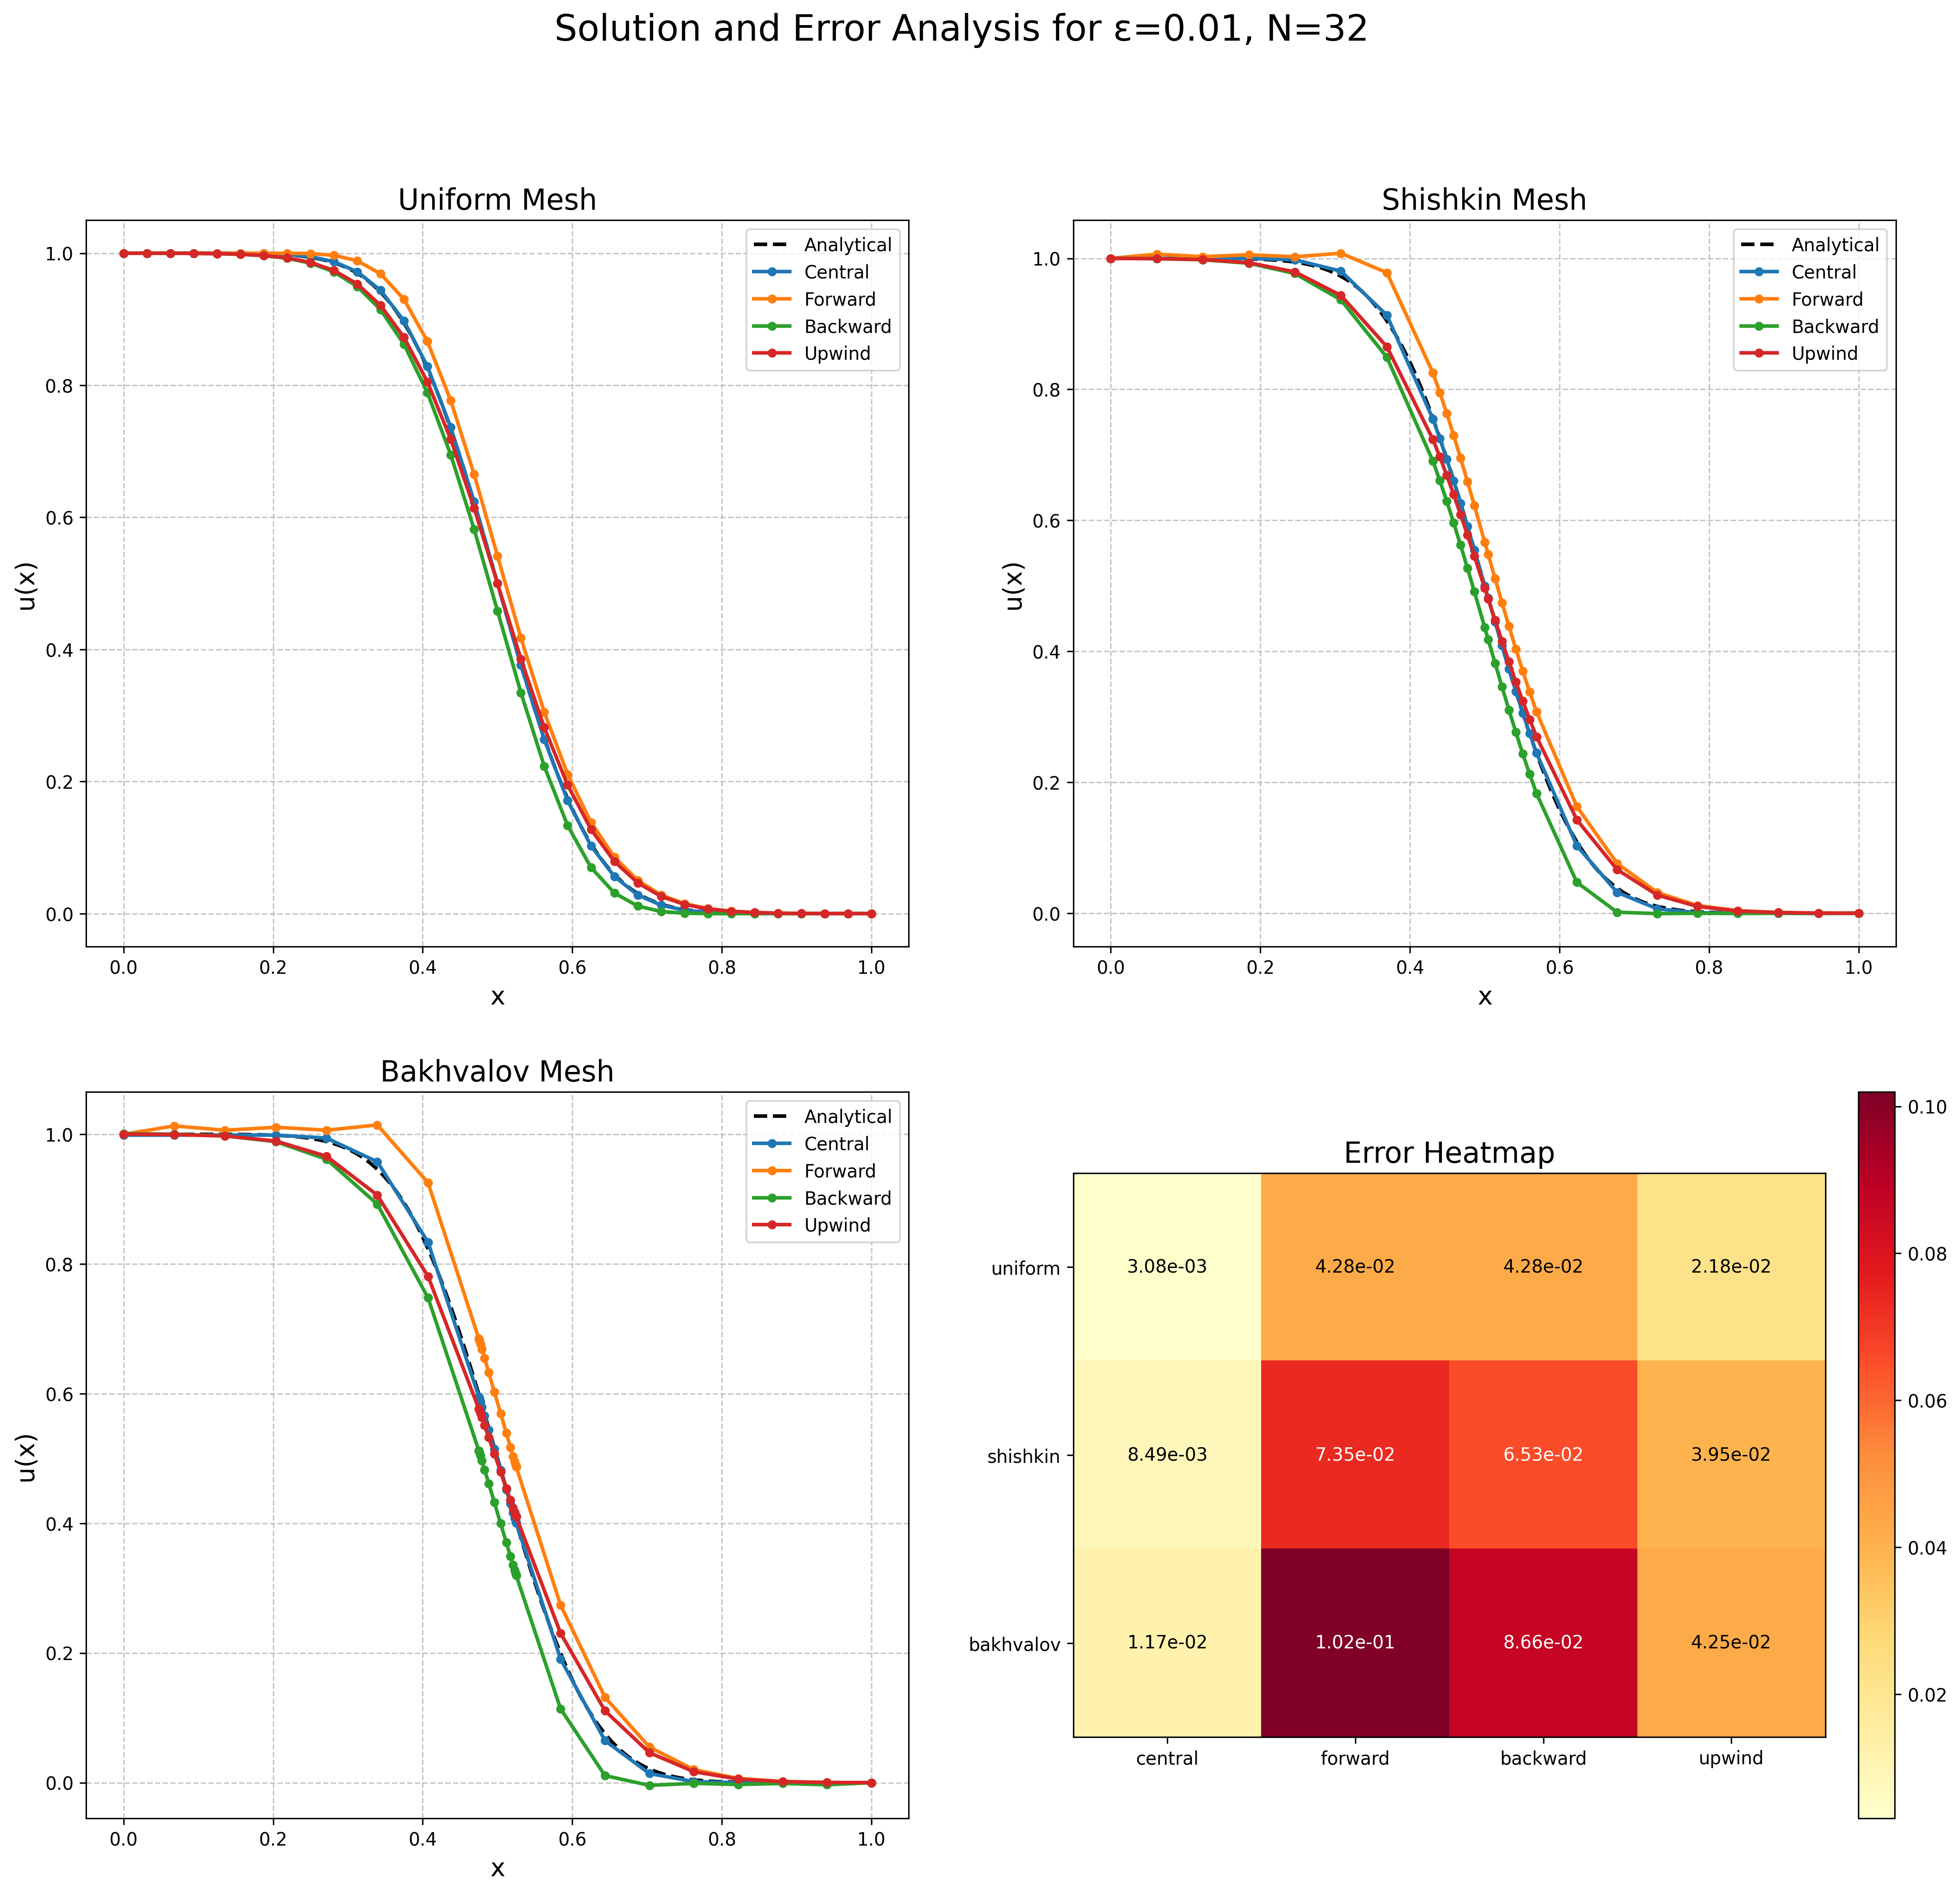 Solution and Error Analysis for ε=0.01, N=32
Uniform Mesh
1.0
0.8
0.6
0.4
0.2
0.0
u(x)
Analytical
Central
Forward
Backward
Upwind
0.0 0.2 0.4 0.6 0.8 1.0
x
Shishkin Mesh
1.0
0.8
0.6
0.4
0.2
0.0
u(x)
Analytical
Central
Forward
Backward
Upwind
0.0 0.2 0.4 0.6 0.8 1.0
x
Bakhvalov Mesh
1.0
0.8
0.6
0.4
0.2
0.0
u(x)
Analytical
Central
Forward
Backward
Upwind
0.0 0.2 0.4 0.6 0.8 1.0
x
Error Heatmap
uniform 3.08e-03 4.28e-02 4.28e-02 2.18e-02
shishkin 8.49e-03 7.35e-02 6.53e-02 3.95e-02
bakhvalov 1.17e-02 1.02e-01 8.66e-02 4.25e-02
central forward backward upwind
0.10
0.08
0.06
0.04
0.02